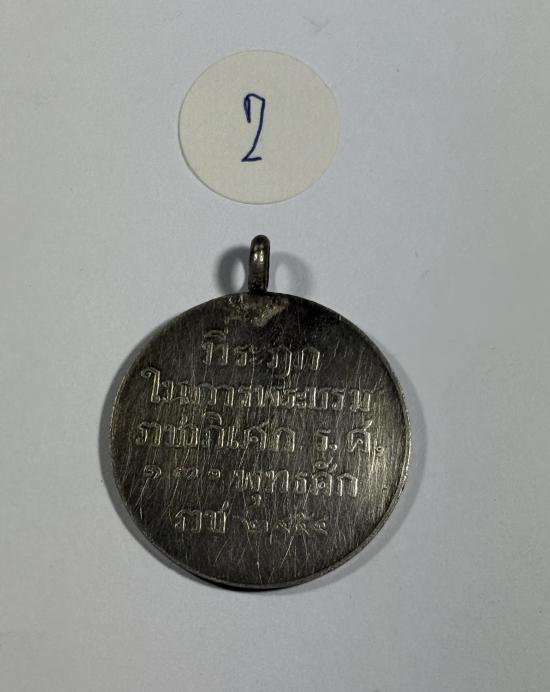 2
ที่ระฦก
ในการพระบรม
ราชาภิเศก ร.ศ.
๑๓๐ พุทธศัก
ราช ๒๔๕๔